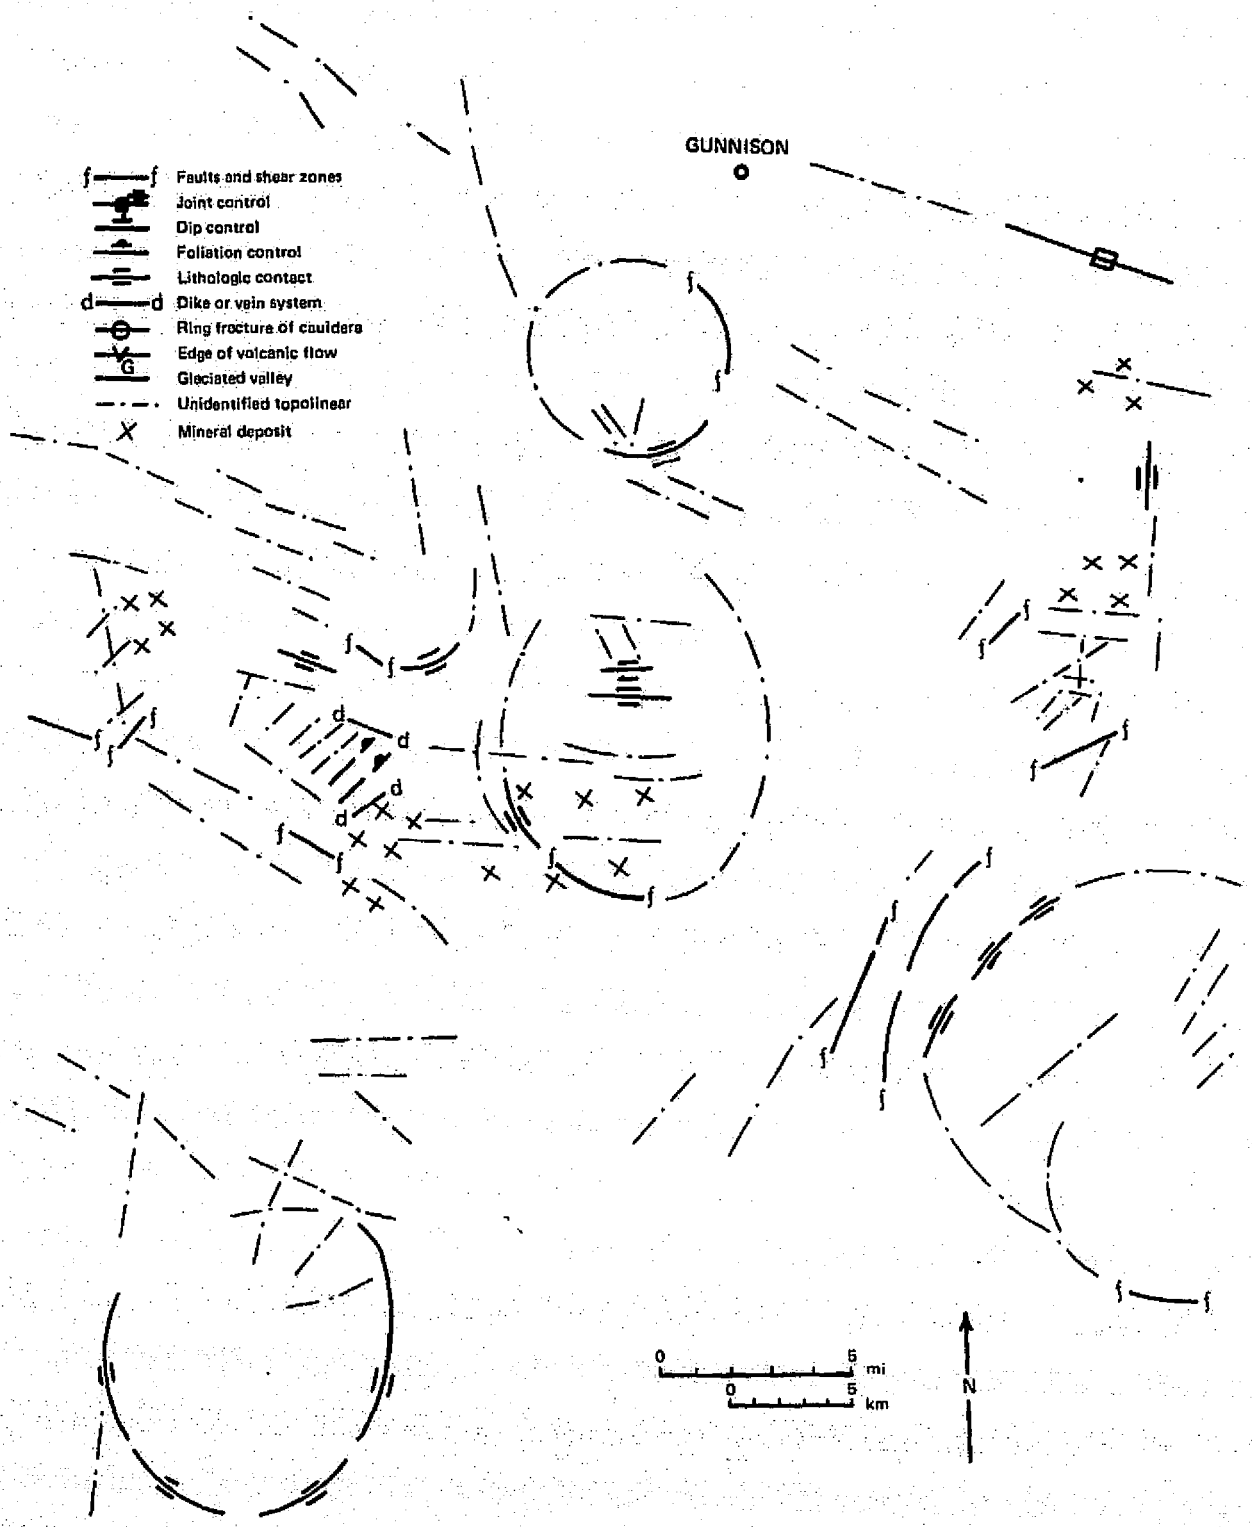 GUNNISON
f f Faults and shear zones
Joint control
Dip control
Foliation control
Lithologic contact
d d Dike or vein system
Ring fracture of cauldera
V Edge of volcanic flow
G
Glaciated valley
Unidentified topolinear
X Mineral deposit
f
f
f
f
f
f
f
f
f
d
d
d
d
f
f
f
f
f
f
f
f
f
f
f
f
f
f
0 5 mi
0 5 km
N